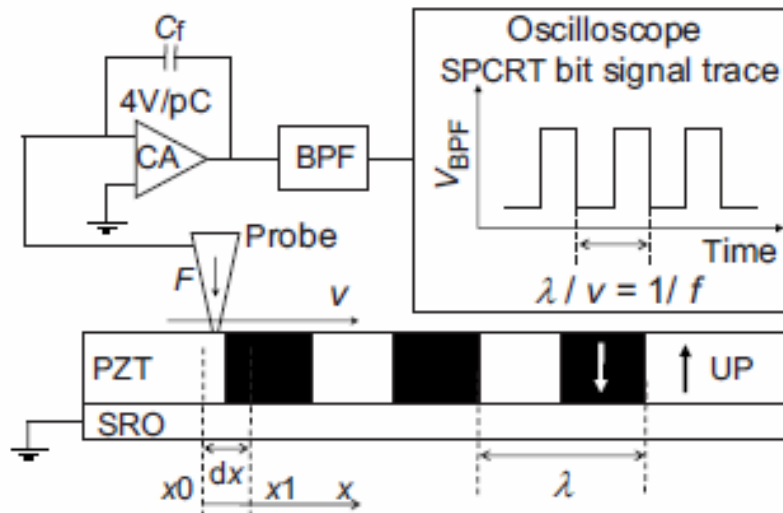 Cf
4V/pC
CA
BPF
Oscilloscope
SPCRT bit signal trace
VBPF
Time
λ / v = 1/ f
Probe
F
v
PZT
UP
SRO
dx
x0
x1
x
λ